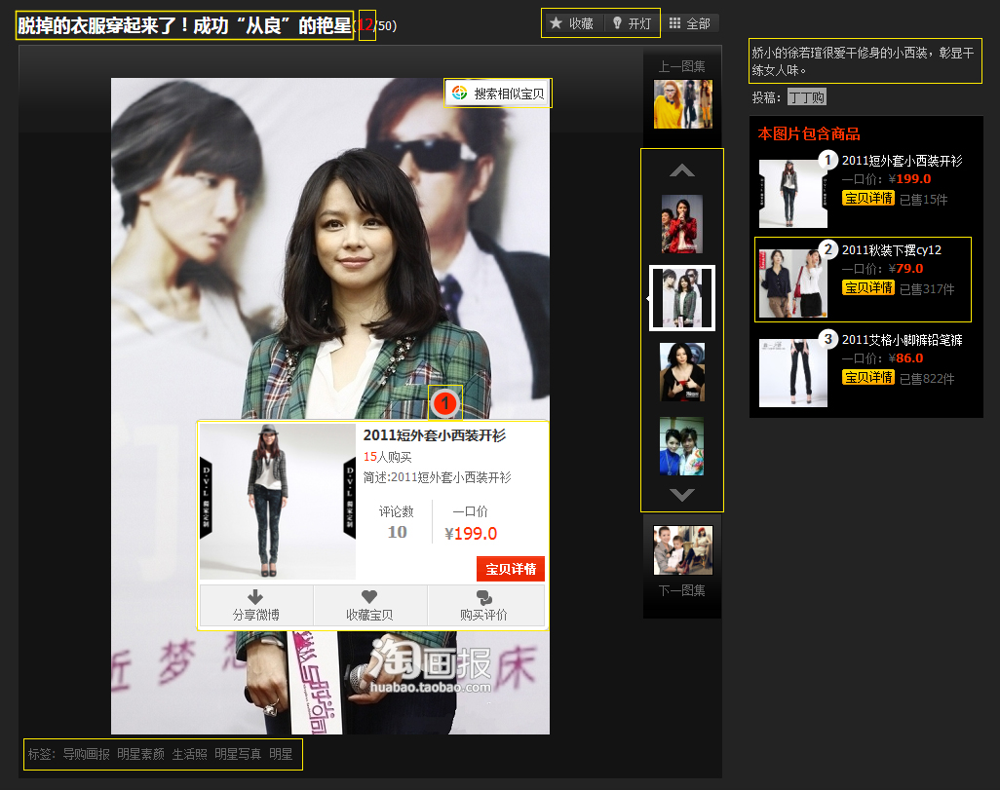 脱掉的衣服穿起来了！成功“从良”的艳星(12/50)
收藏 开灯 全部
搜索相似宝贝
上一图集
娇小的徐若瑄很爱干修身的小西装，彰显干
练女人味。
投稿：丁丁购
本图片包含商品
1 2011短外套小西装开衫
一口价：¥199.0
宝贝详情 已售15件
2 2011秋装下摆cy12
一口价：¥79.0
宝贝详情 已售317件
3 2011艾格小脚裤铅笔裤
一口价：¥86.0
宝贝详情 已售822件
1
2011短外套小西装开衫
15人购买
简述:2011短外套小西装开衫
评论数 一口价
10 ¥199.0
宝贝详情
分享微博 收藏宝贝 购买评价
下一图集
近梦想
床
淘画报
huabao.taobao.com
标签：导购画报 明星素颜 生活照 明星写真 明星